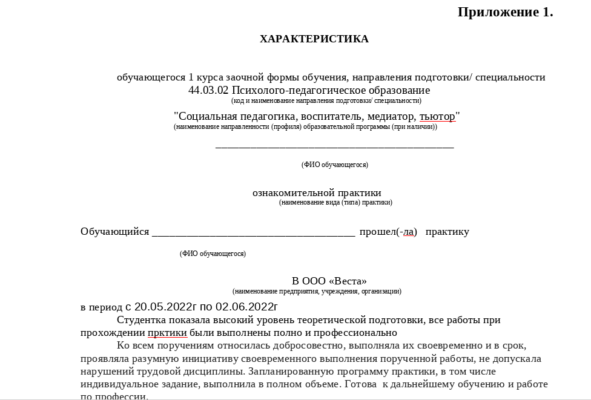 Приложение 1.
ХАРАКТЕРИСТИКА
обучающегося 1 курса заочной формы обучения, направления подготовки/ специальности
44.03.02 Психолого-педагогическое образование
(код и наименование направления подготовки/ специальности)
"Социальная педагогика, воспитатель, медиатор, тьютор"
(наименование направленности (профиля) образовательной программы (при наличии))
(ФИО обучающегося)
ознакомительной практики
(наименование вида (типа) практики)
Обучающийся ______________________________________ прошел(-ла) практику
(ФИО обучающегося)
В ООО «Веста»
(наименование предприятия, учреждения, организации)
в период с 20.05.2022г по 02.06.2022г
Студентка показала высокий уровень теоретической подготовки, все работы при
прохождении пркtики были выполнены полно и профессионально
Ко всем поручениям относилась добросовестно, выполняла их своевременно и в срок,
проявляла разумную инициативу своевременного выполнения порученной работы, не допускала
нарушений трудовой дисциплины. Запланированную программу практики, в том числе
индивидуальное задание, выполнила в полном объеме. Готова к дальнейшему обучению и работе
по профессии.